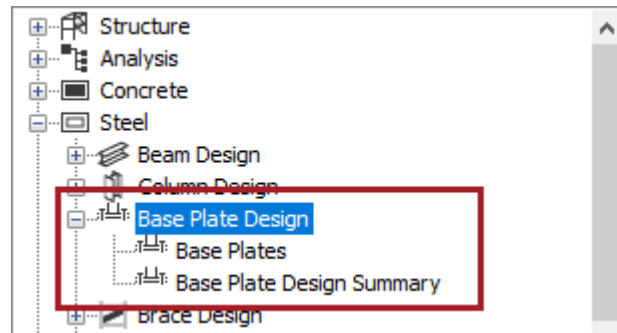 Structure
Analysis
Concrete
Steel
Beam Design
Column Design
Base Plate Design
Base Plates
Base Plate Design Summary
Brace Design